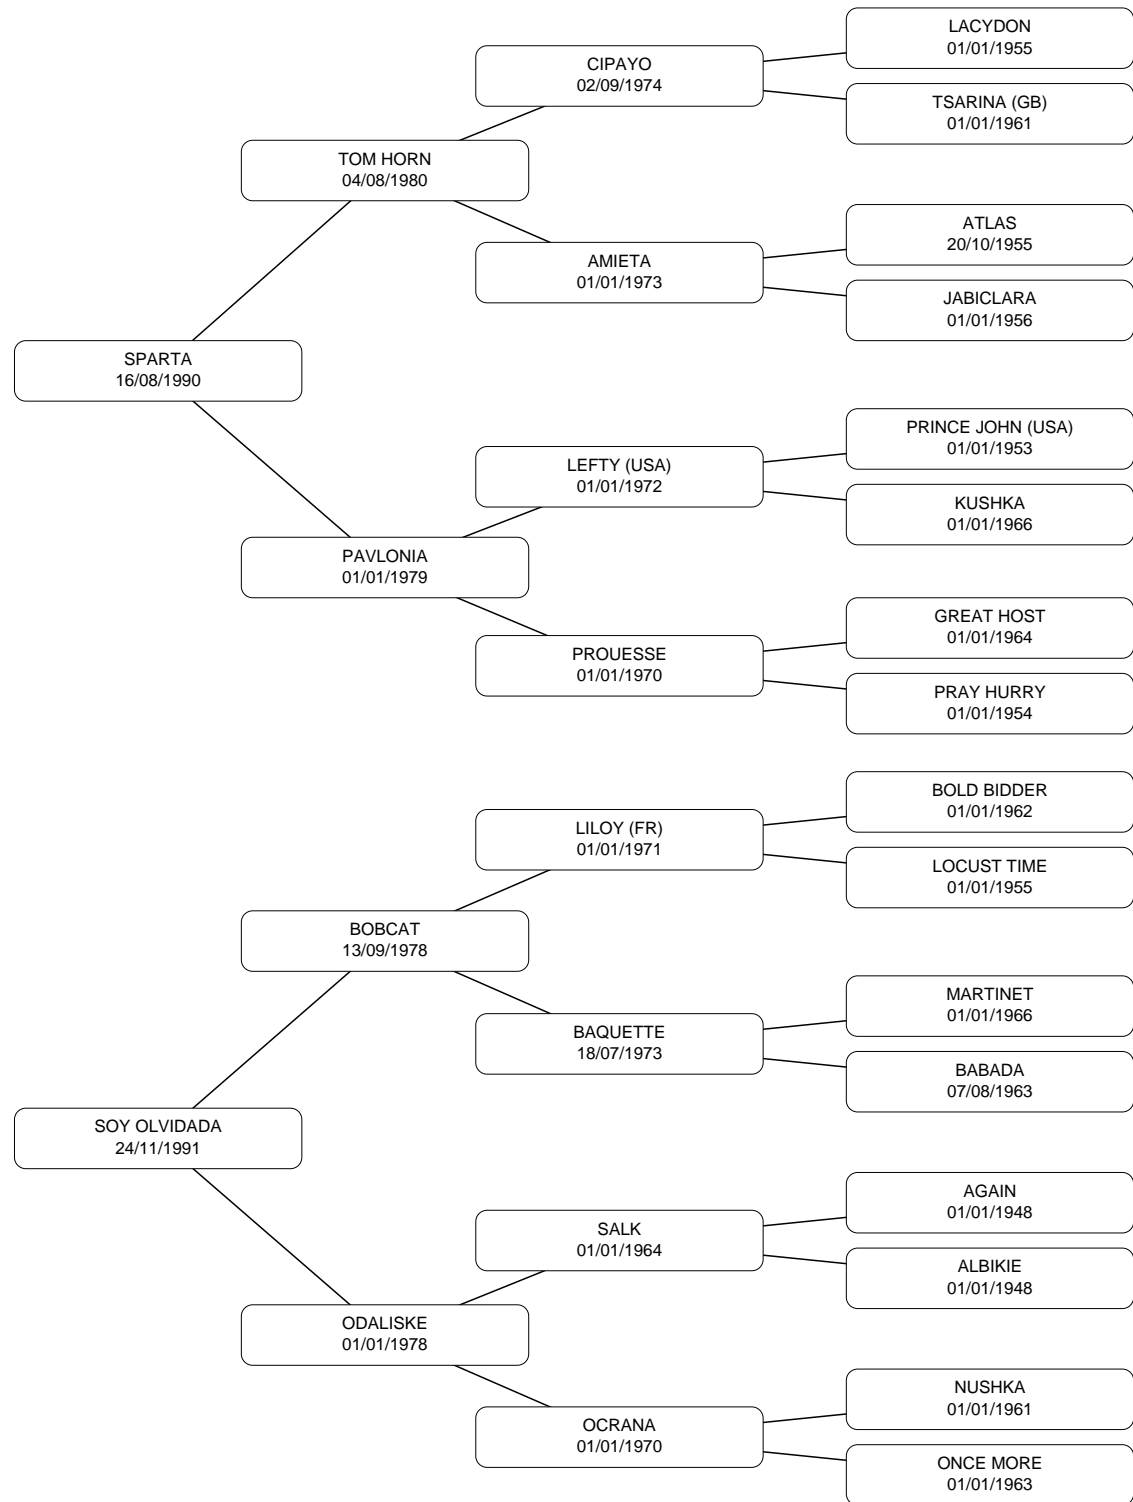 LACYDON
01/01/1955
CIPAYO
02/09/1974
TSARINA (GB)
01/01/1961
TOM HORN
04/08/1980
ATLAS
20/10/1955
AMIETA
01/01/1973
JABICLARA
01/01/1956
SPARTA
16/08/1990
PRINCE JOHN (USA)
01/01/1953
LEFTY (USA)
01/01/1972
KUSHKA
01/01/1966
PAVLONIA
01/01/1979
GREAT HOST
01/01/1964
PROUESSE
01/01/1970
PRAY HURRY
01/01/1954
BOLD BIDDER
01/01/1962
LILOY (FR)
01/01/1971
LOCUST TIME
01/01/1955
BOBCAT
13/09/1978
MARTINET
01/01/1966
BAQUETTE
18/07/1973
BABADA
07/08/1963
SOY OLVIDADA
24/11/1991
AGAIN
01/01/1948
SALK
01/01/1964
ALBIKIE
01/01/1948
ODALISKE
01/01/1978
NUSHKA
01/01/1961
OCRANA
01/01/1970
ONCE MORE
01/01/1963